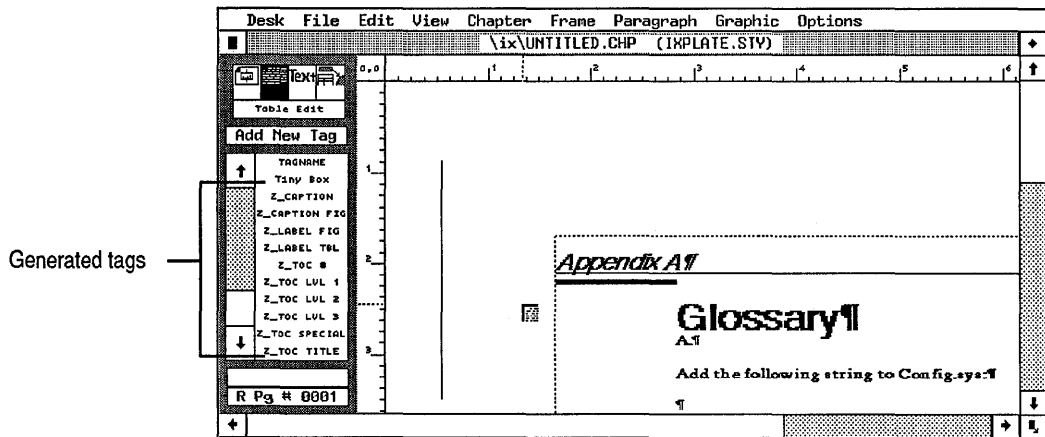 Desk File Edit View Chapter Frame Paragraph Graphic Options
\ix\UNTITLED.CHP (IXPLATE.STY)
Text
Table Edit
Add New Tag
TAGNAME
Tiny Box
Z_CAPTION
Z_CAPTION FIG
Z_LABEL FIG
Z_LABEL TBL
Z_TOC #
Z_TOC LVL 1
Z_TOC LVL 2
Z_TOC LVL 3
Z_TOC SPECIAL
Z_TOC TITLE
R Pg # 0001
Generated tags
0,0 1 2 3 4 5 6
1
2
3
Appendix A¶
Glossary¶
A¶
Add the following string to Config.sys:¶
¶